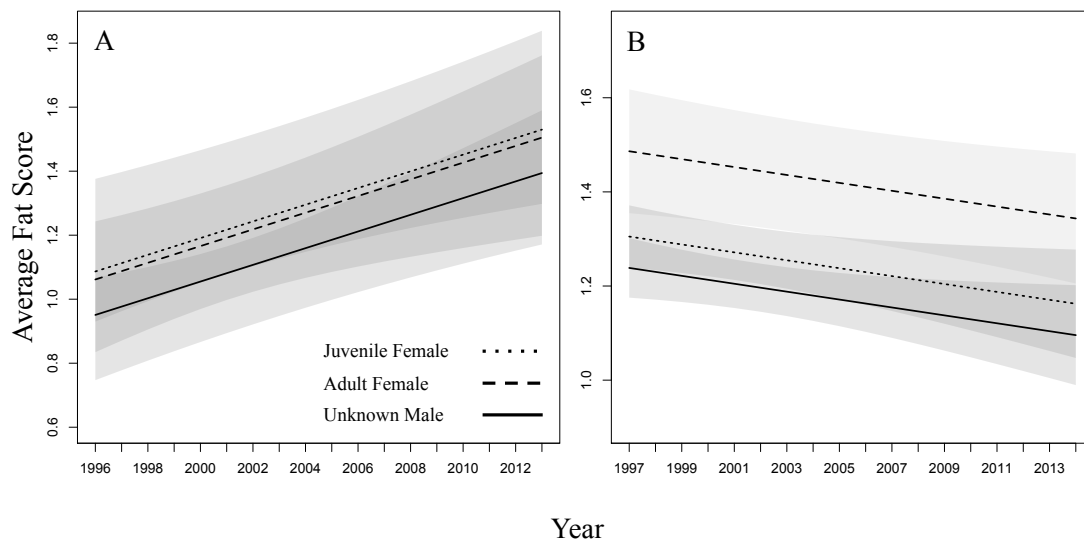 A
B
Average Fat Score
1.8
1.6
1.4
1.2
1.0
0.8
0.6
1.6
1.4
1.2
1.0
Juvenile Female
Adult Female
Unknown Male
1996 1998 2000 2002 2004 2006 2008 2010 2012
1997 1999 2001 2003 2005 2007 2009 2011 2013
Year